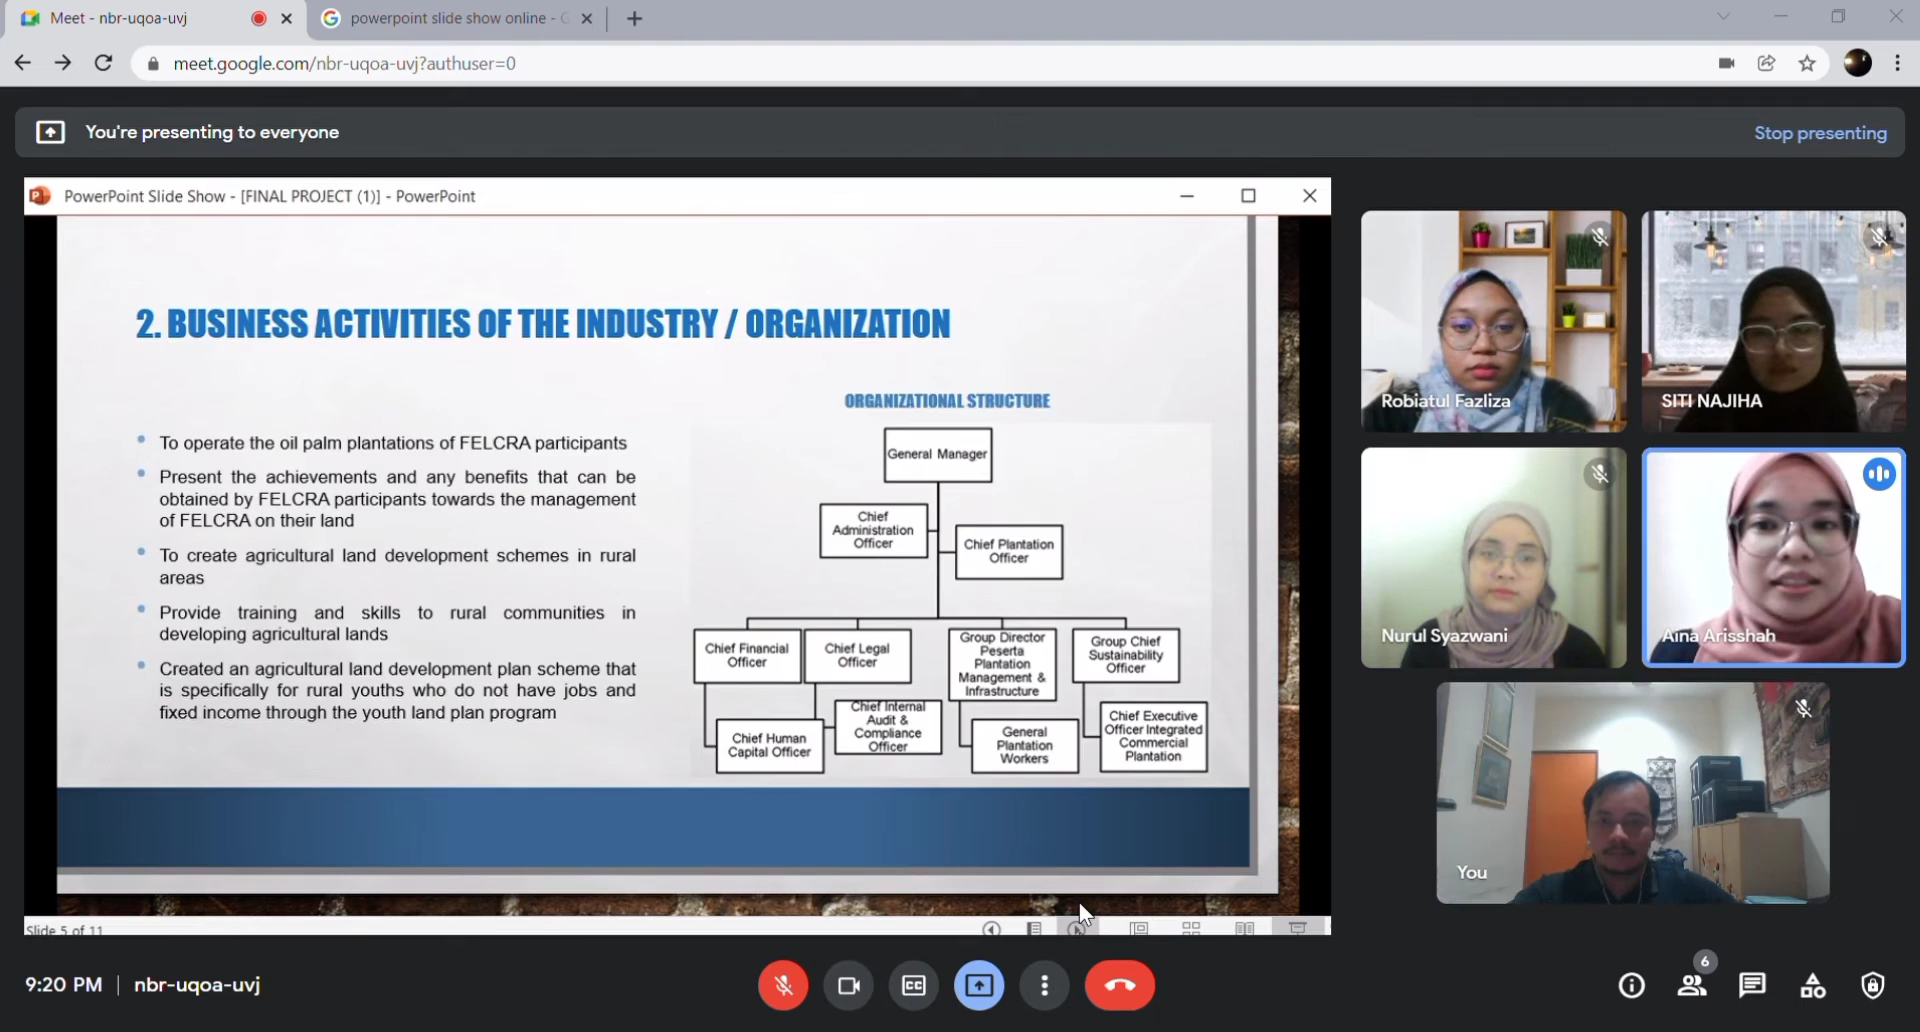 Meet - nbr-uqoa-uvj
powerpoint slide show online -
meet.google.com/nbr-uqoa-uvj?authuser=0
You're presenting to everyone
Stop presenting
PowerPoint Slide Show - [FINAL PROJECT (1)] - PowerPoint
2. BUSINESS ACTIVITIES OF THE INDUSTRY / ORGANIZATION
• To operate the oil palm plantations of FELCRA participants
• Present the achievements and any benefits that can be
obtained by FELCRA participants towards the management
of FELCRA on their land
• To create agricultural land development schemes in rural
areas
• Provide training and skills to rural communities in
developing agricultural lands
• Created an agricultural land development plan scheme that
is specifically for rural youths who do not have jobs and
fixed income through the youth land plan program
ORGANIZATIONAL STRUCTURE
General Manager
Chief
Administration
Officer
Chief Plantation
Officer
Chief Financial
Officer
Chief Legal
Officer
Group Director
Peserta
Plantation
Management &
Infrastructure
Group Chief
Sustainability
Officer
Chief Human
Capital Officer
Chief Internal
Audit &
Compliance
Officer
General
Plantation
Workers
Chief Executive
Officer Integrated
Commercial
Plantation
Slide 5 of 11
Robiatul Fazliza
SITI NAJIHA
Nurul Syazwani
Aina Arisshah
You
9:20 PM | nbr-uqoa-uvj
CC
6